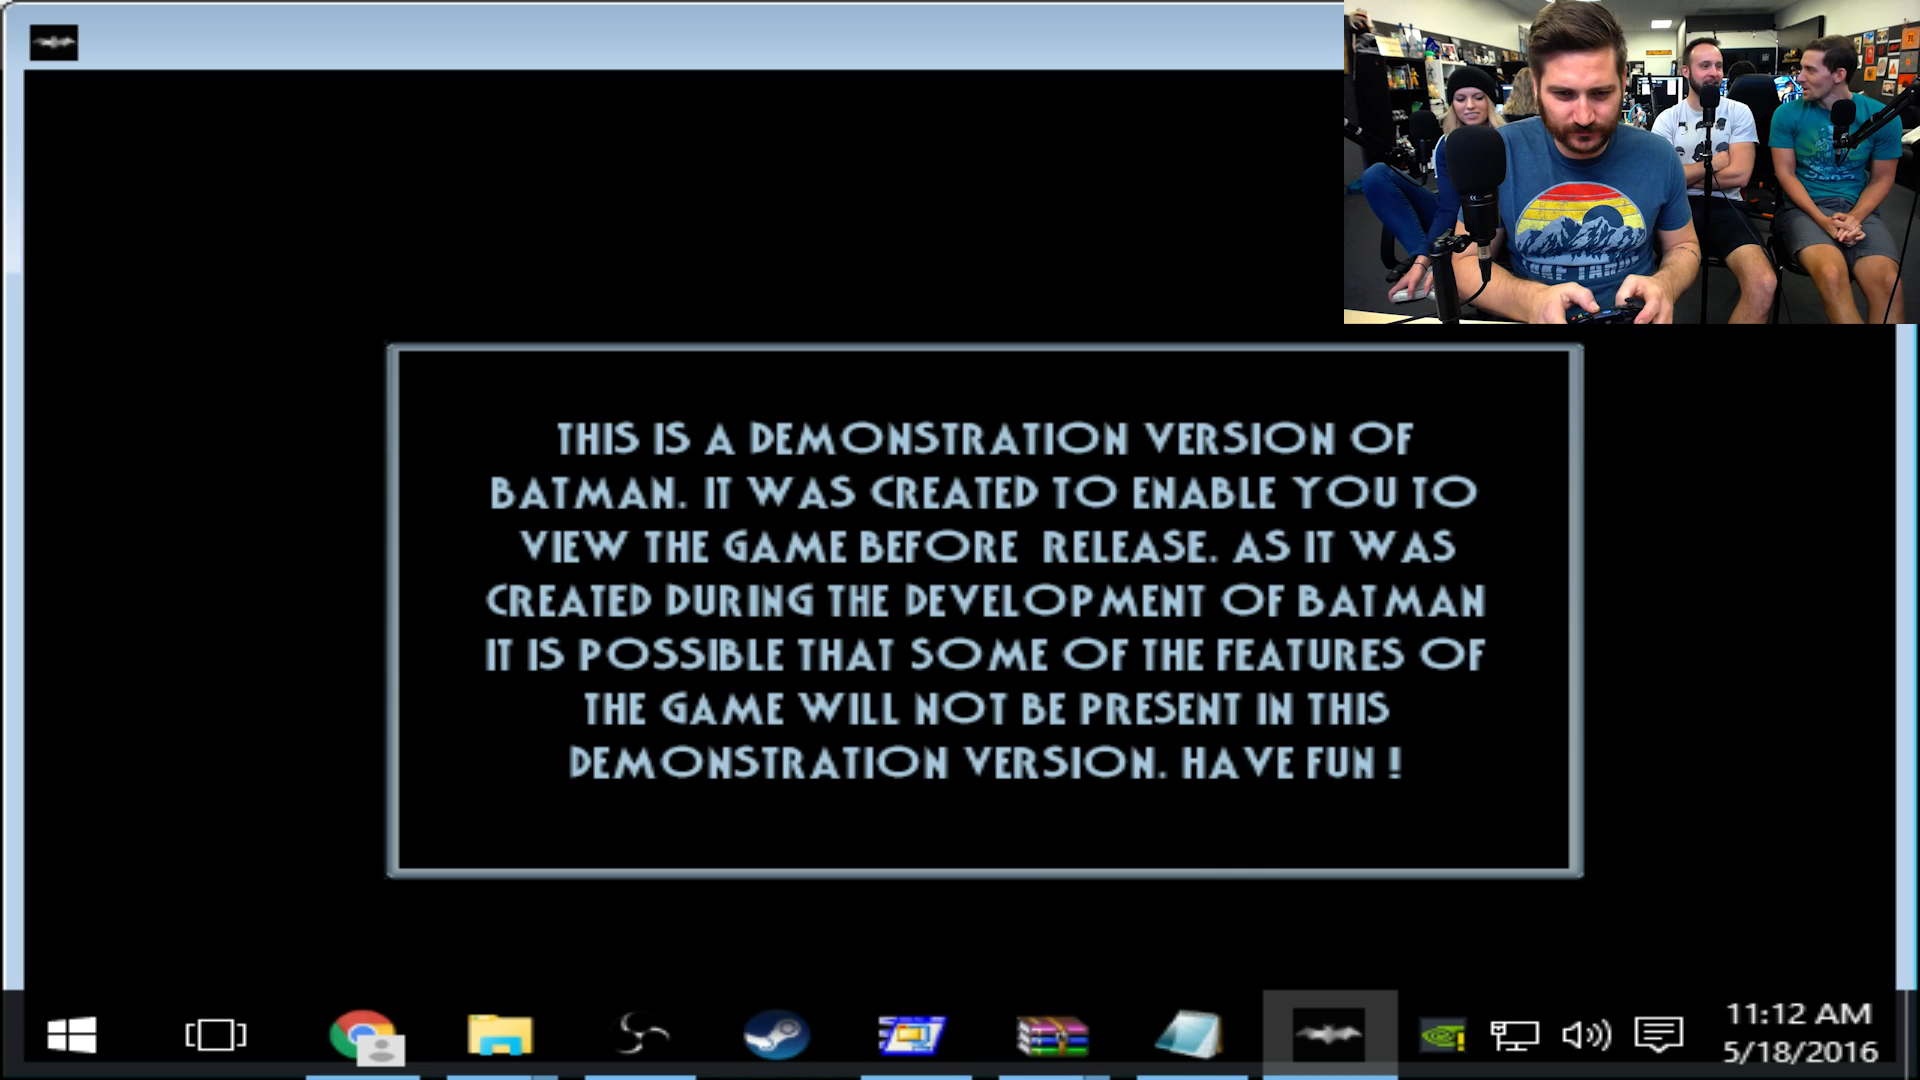 THIS IS A DEMONSTRATION VERSION OF
BATMAN. IT WAS CREATED TO ENABLE YOU TO
VIEW THE GAME BEFORE RELEASE. AS IT WAS
CREATED DURING THE DEVELOPMENT OF BATMAN
IT IS POSSIBLE THAT SOME OF THE FEATURES OF
THE GAME WILL NOT BE PRESENT IN THIS
DEMONSTRATION VERSION. HAVE FUN !
LAKE TAHOE
11:12 AM
5/18/2016